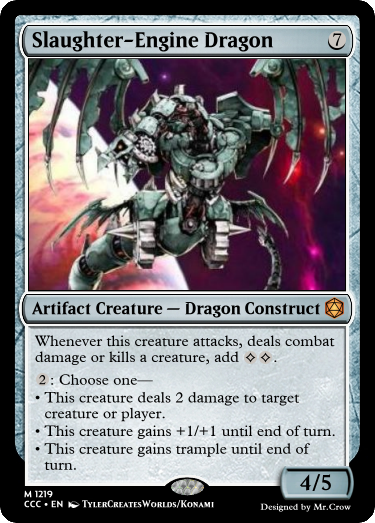 Slaughter-Engine Dragon 7
Artifact Creature — Dragon Construct
Whenever this creature attacks, deals combat
damage or kills a creature, add ◇◇.
2: Choose one—
• This creature deals 2 damage to target
creature or player.
• This creature gains +1/+1 until end of turn.
• This creature gains trample until end of
turn.
4/5
M 1219
CCC • EN TylerCreatesWorlds/Konami
Designed by Mr.Crow